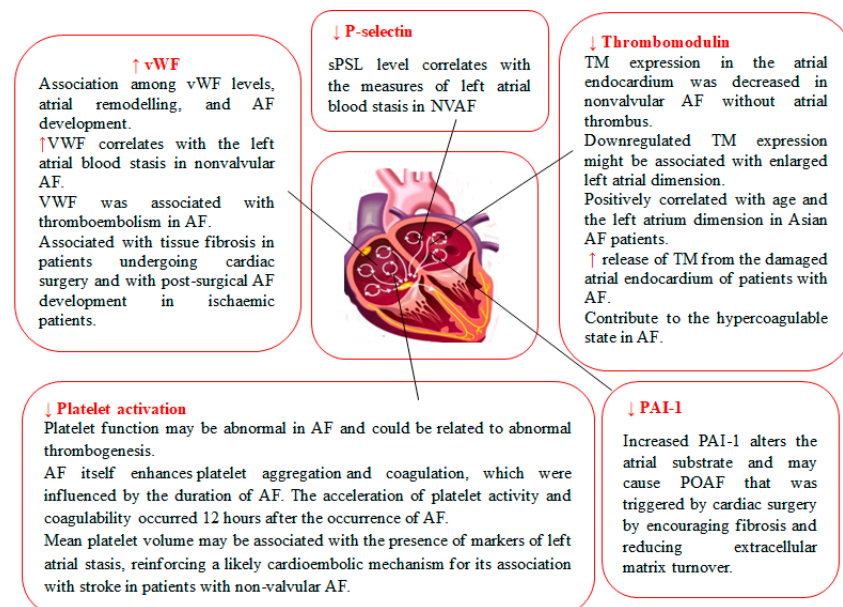 ↑ vWF
Association among vWF levels,
atrial remodelling, and AF
development.
↑VWF correlates with the left
atrial blood stasis in nonvalvular
AF.
VWF was associated with
thromboembolism in AF.
Associated with tissue fibrosis in
patients undergoing cardiac
surgery and with post-surgical AF
development in ischaemic
patients.
↓ P-selectin
sPSL level correlates with
the measures of left atrial
blood stasis in NVAF
↓ Thrombomodulin
TM expression in the atrial
endocardium was decreased in
nonvalvular AF without atrial
thrombus.
Downregulated TM expression
might be associated with enlarged
left atrial dimension.
Positively correlated with age and
the left atrium dimension in Asian
AF patients.
↑ release of TM from the damaged
atrial endocardium of patients with
AF.
Contribute to the hypercoagulable
state in AF.
↓ Platelet activation
Platelet function may be abnormal in AF and could be related to abnormal
thrombogenesis.
AF itself enhances platelet aggregation and coagulation, which were
influenced by the duration of AF. The acceleration of platelet activity and
coagulability occurred 12 hours after the occurrence of AF.
Mean platelet volume may be associated with the presence of markers of left
atrial stasis, reinforcing a likely cardioembolic mechanism for its association
with stroke in patients with non-valvular AF.
↓ PAI-1
Increased PAI-1 alters the
atrial substrate and may
cause POAF that was
triggered by cardiac surgery
by encouraging fibrosis and
reducing extracellular
matrix turnover.